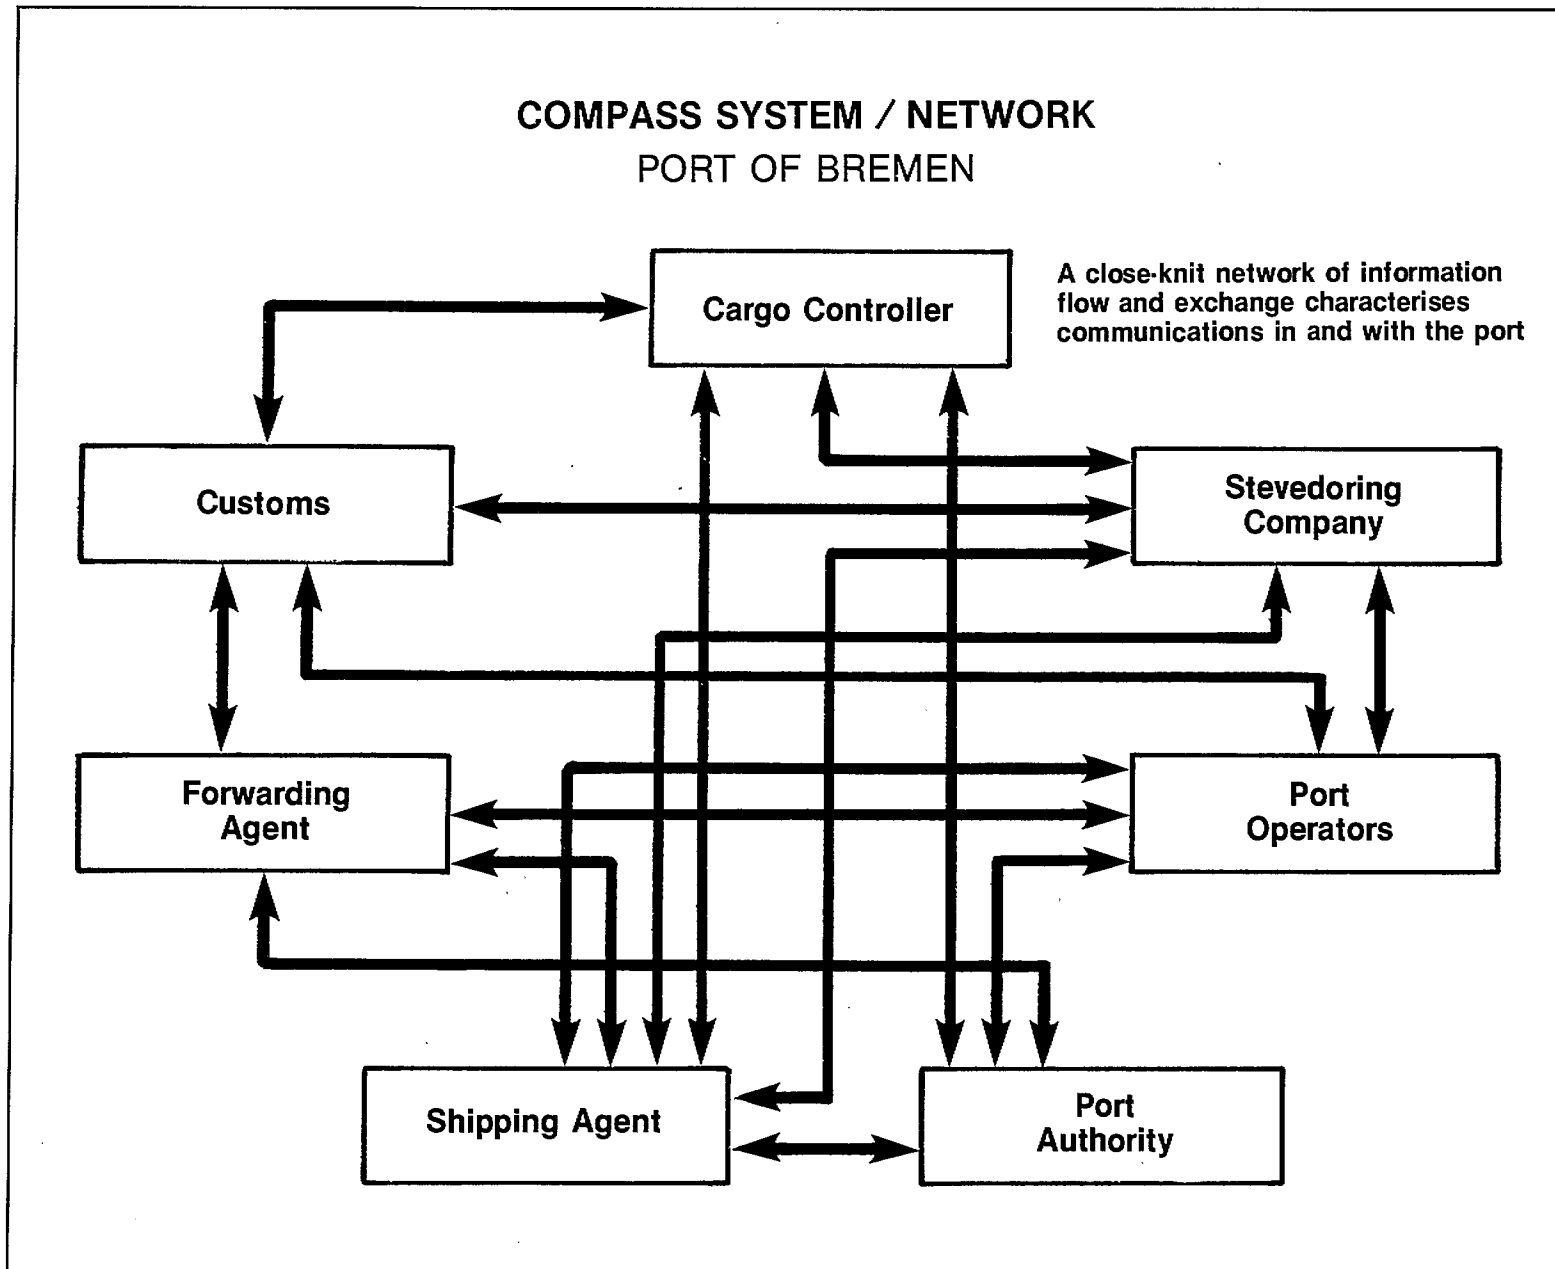 COMPASS SYSTEM / NETWORK
PORT OF BREMEN
Cargo Controller
A close-knit network of information
flow and exchange characterises
communications in and with the port
Customs
Stevedoring
Company
Forwarding
Agent
Port
Operators
Shipping Agent
Port
Authority